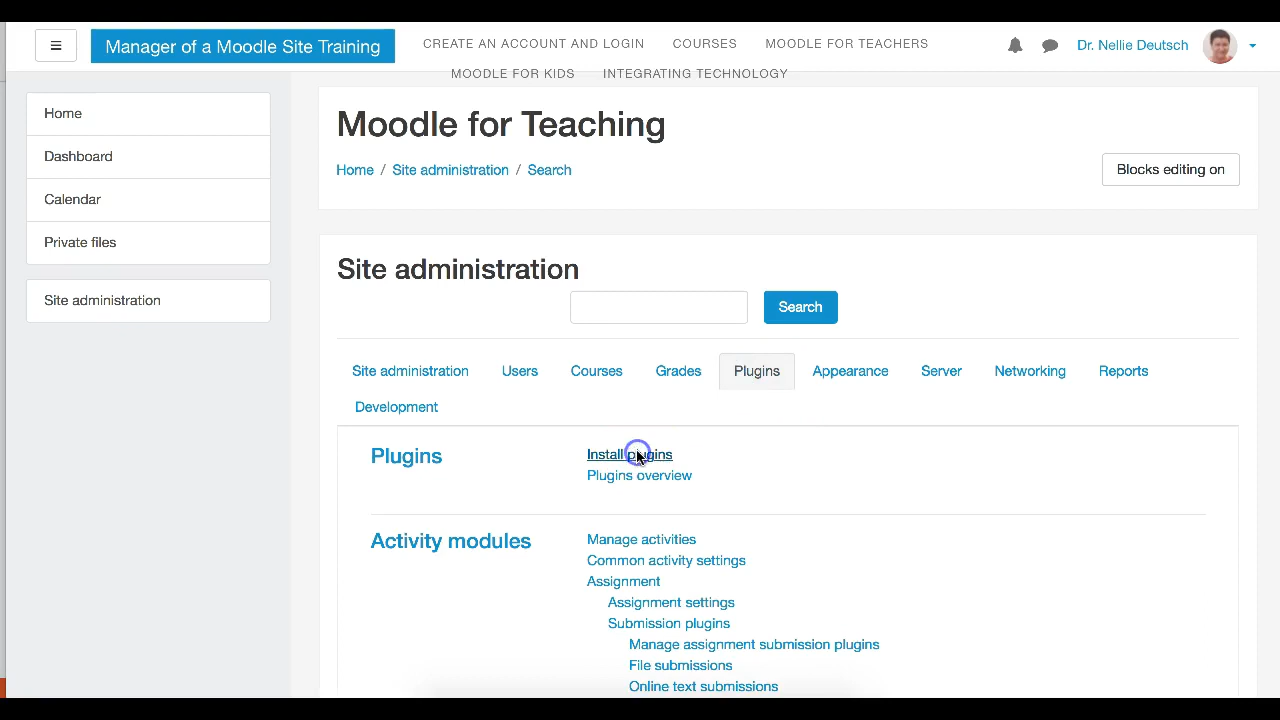 Manager of a Moodle Site Training
CREATE AN ACCOUNT AND LOGIN COURSES MOODLE FOR TEACHERS
Dr. Nellie Deutsch
MOODLE FOR KIDS INTEGRATING TECHNOLOGY
Home
Dashboard
Calendar
Private files
Site administration
Moodle for Teaching
Home / Site administration / Search
Blocks editing on
Site administration
Search
Site administration Users Courses Grades Plugins Appearance Server Networking Reports
Development
Plugins
Install plugins
Plugins overview
Activity modules
Manage activities
Common activity settings
Assignment
Assignment settings
Submission plugins
Manage assignment submission plugins
File submissions
Online text submissions